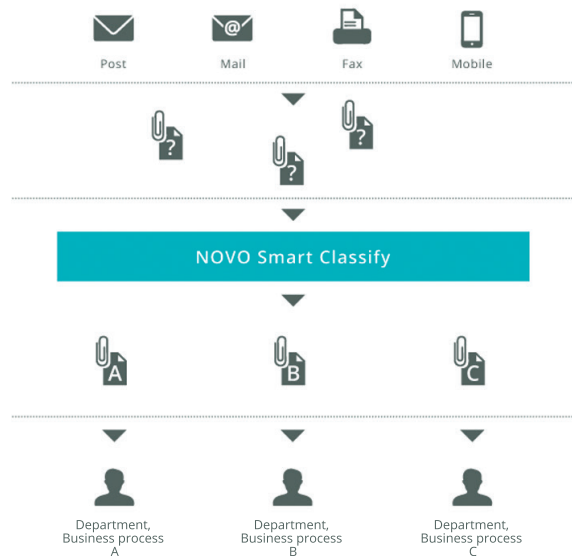 @
Post
Mail
Fax
Mobile
?
?
?
NOVO Smart Classify
A
B
C
Department,
Business process
A
Department,
Business process
B
Department,
Business process
C